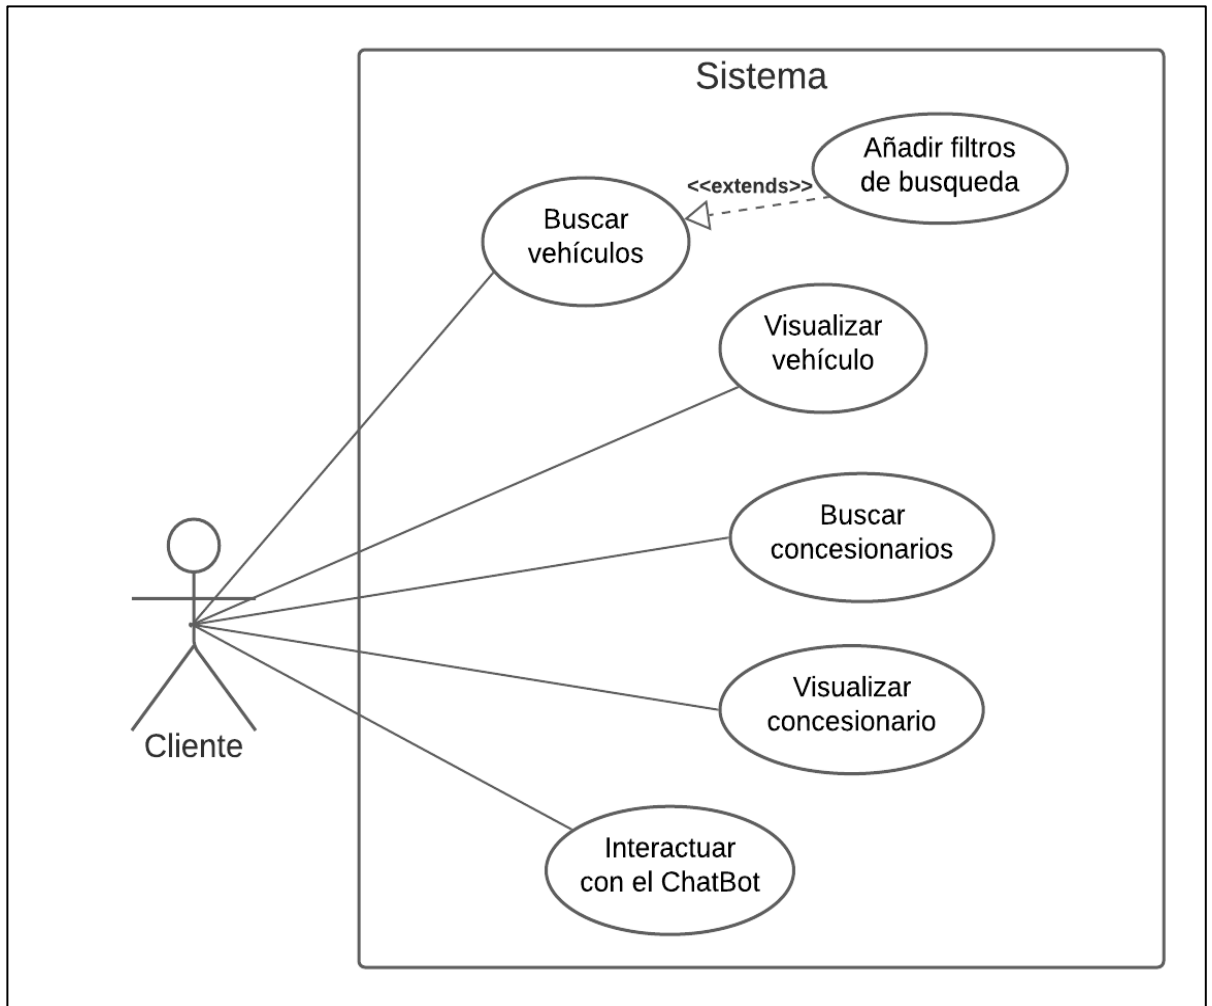 Sistema
Añadir filtros
de busqueda
<<extends>>
Buscar
vehículos
Visualizar
vehículo
Buscar
concesionarios
Visualizar
concesionario
Cliente
Interactuar
con el ChatBot